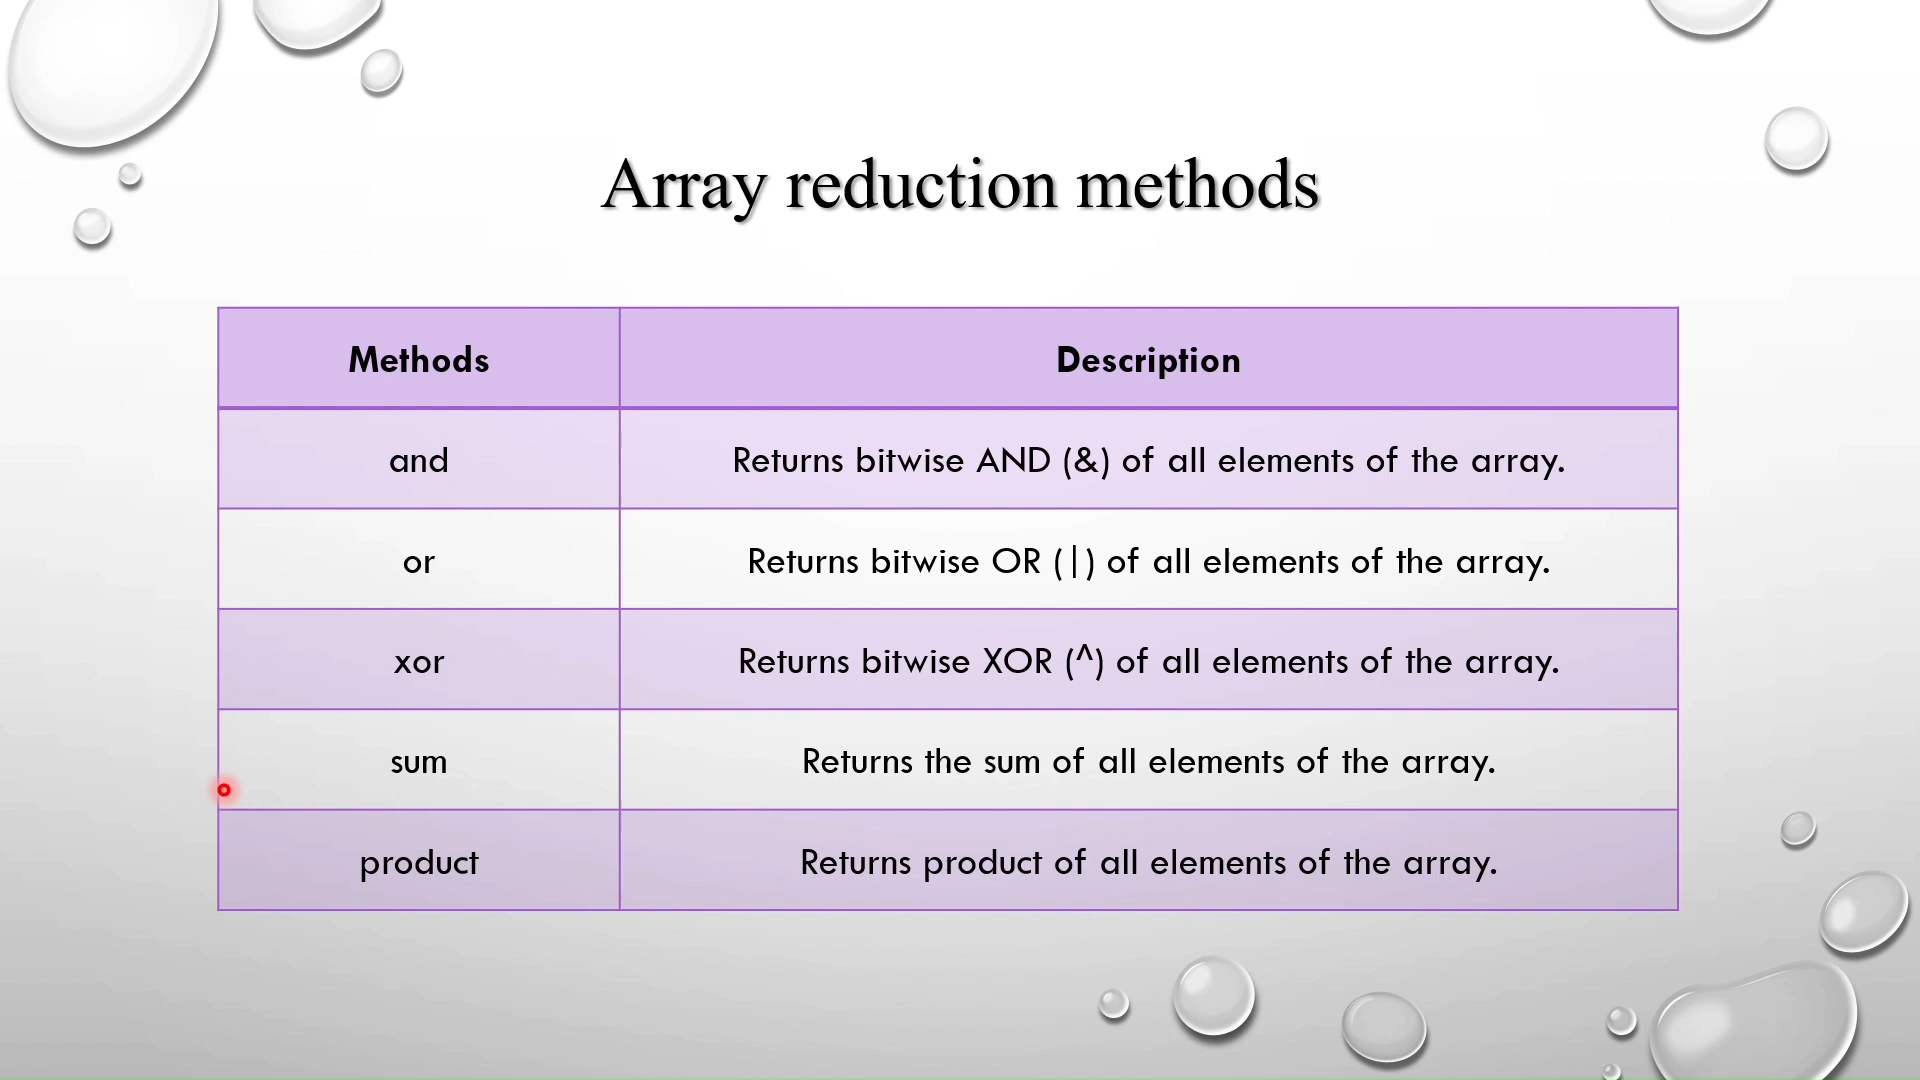 Array reduction methods
Methods Description
and Returns bitwise AND (&) of all elements of the array.
or Returns bitwise OR (|) of all elements of the array.
xor Returns bitwise XOR (^) of all elements of the array.
sum Returns the sum of all elements of the array.
product Returns product of all elements of the array.